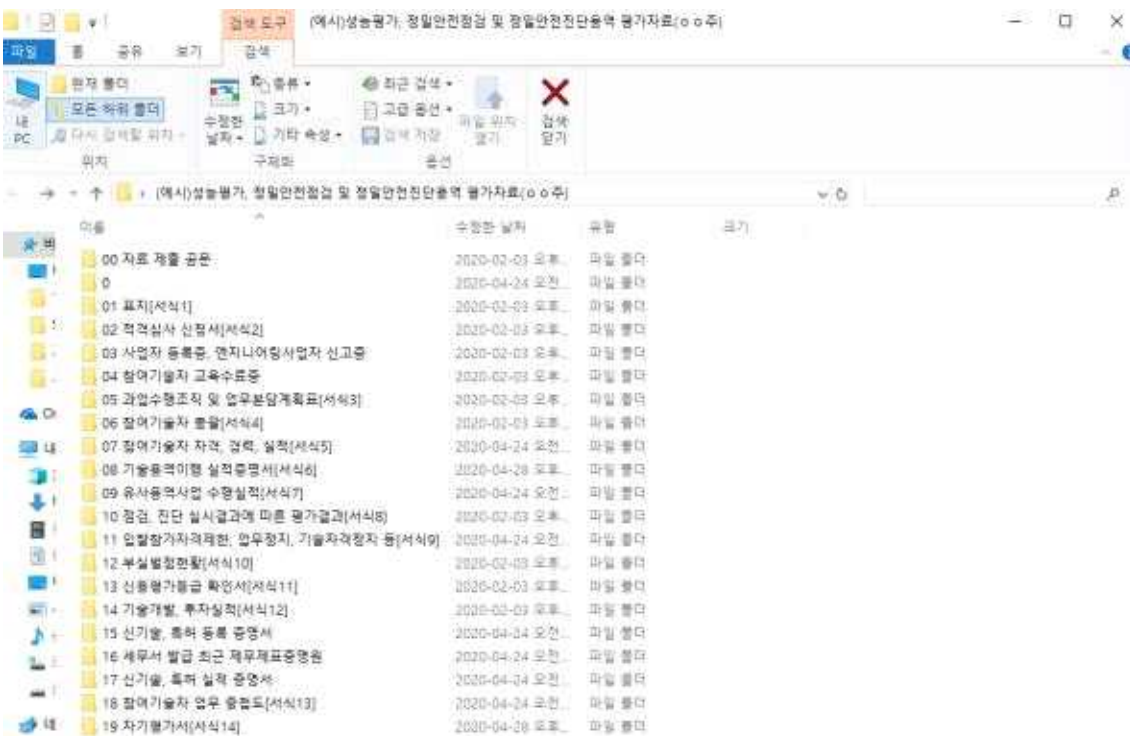 검색 도구 (예시)성능평가, 정밀안전점검 및 정밀안전진단용역 평가자료(ㅇㅇ주)
파일 홈 공유 보기 검색
현재 폴더
모든 하위 폴더
다시 검색할 위치
내 PC
수정한 날짜
종류
크기
기타 속성
최근 검색
고급 옵션
검색 저장
파일 위치 열기
검색 닫기
위치 구체화 옵션
(예시)성능평가, 정밀안전점검 및 정밀안전진단용역 평가자료(ㅇㅇ주)
이름 수정한 날짜 유형 크기
00 자료 제출 공문 2020-02-03 오후... 파일 폴더
0 2020-04-24 오전... 파일 폴더
01 표지[서식1] 2020-02-03 오후... 파일 폴더
02 적격심사 신청서[서식2] 2020-02-03 오후... 파일 폴더
03 사업자 등록증, 엔지니어링사업자 신고증 2020-02-03 오후... 파일 폴더
04 참여기술자 교육수료증 2020-02-03 오후... 파일 폴더
05 과업수행조직 및 업무분담계획표[서식3] 2020-02-03 오후... 파일 폴더
06 참여기술자 총괄[서식4] 2020-02-03 오후... 파일 폴더
07 참여기술자 자격, 경력, 실적[서식5] 2020-04-24 오전... 파일 폴더
08 기술용역이행 실적증명서[서식6] 2020-04-28 오후... 파일 폴더
09 유사용역사업 수행실적[서식7] 2020-04-24 오전... 파일 폴더
10 점검, 진단 실시결과에 따른 평가결과[서식8] 2020-02-03 오후... 파일 폴더
11 입찰참가자격제한, 업무정지, 기술자격정지 등[서식9] 2020-04-24 오전... 파일 폴더
12 부실벌점현황[서식10] 2020-02-03 오후... 파일 폴더
13 신용평가등급 확인서[서식11] 2020-02-03 오후... 파일 폴더
14 기술개발, 투자실적[서식12] 2020-02-03 오후... 파일 폴더
15 신기술, 특허 등록 증명서 2020-04-24 오전... 파일 폴더
16 세무서 발급 최근 재무제표증명원 2020-04-24 오전... 파일 폴더
17 신기술, 특허 실적 증명서 2020-04-24 오전... 파일 폴더
18 참여기술자 업무 중첩도[서식13] 2020-04-24 오전... 파일 폴더
19 자기평가서[서식14] 2020-04-28 오후... 파일 폴더